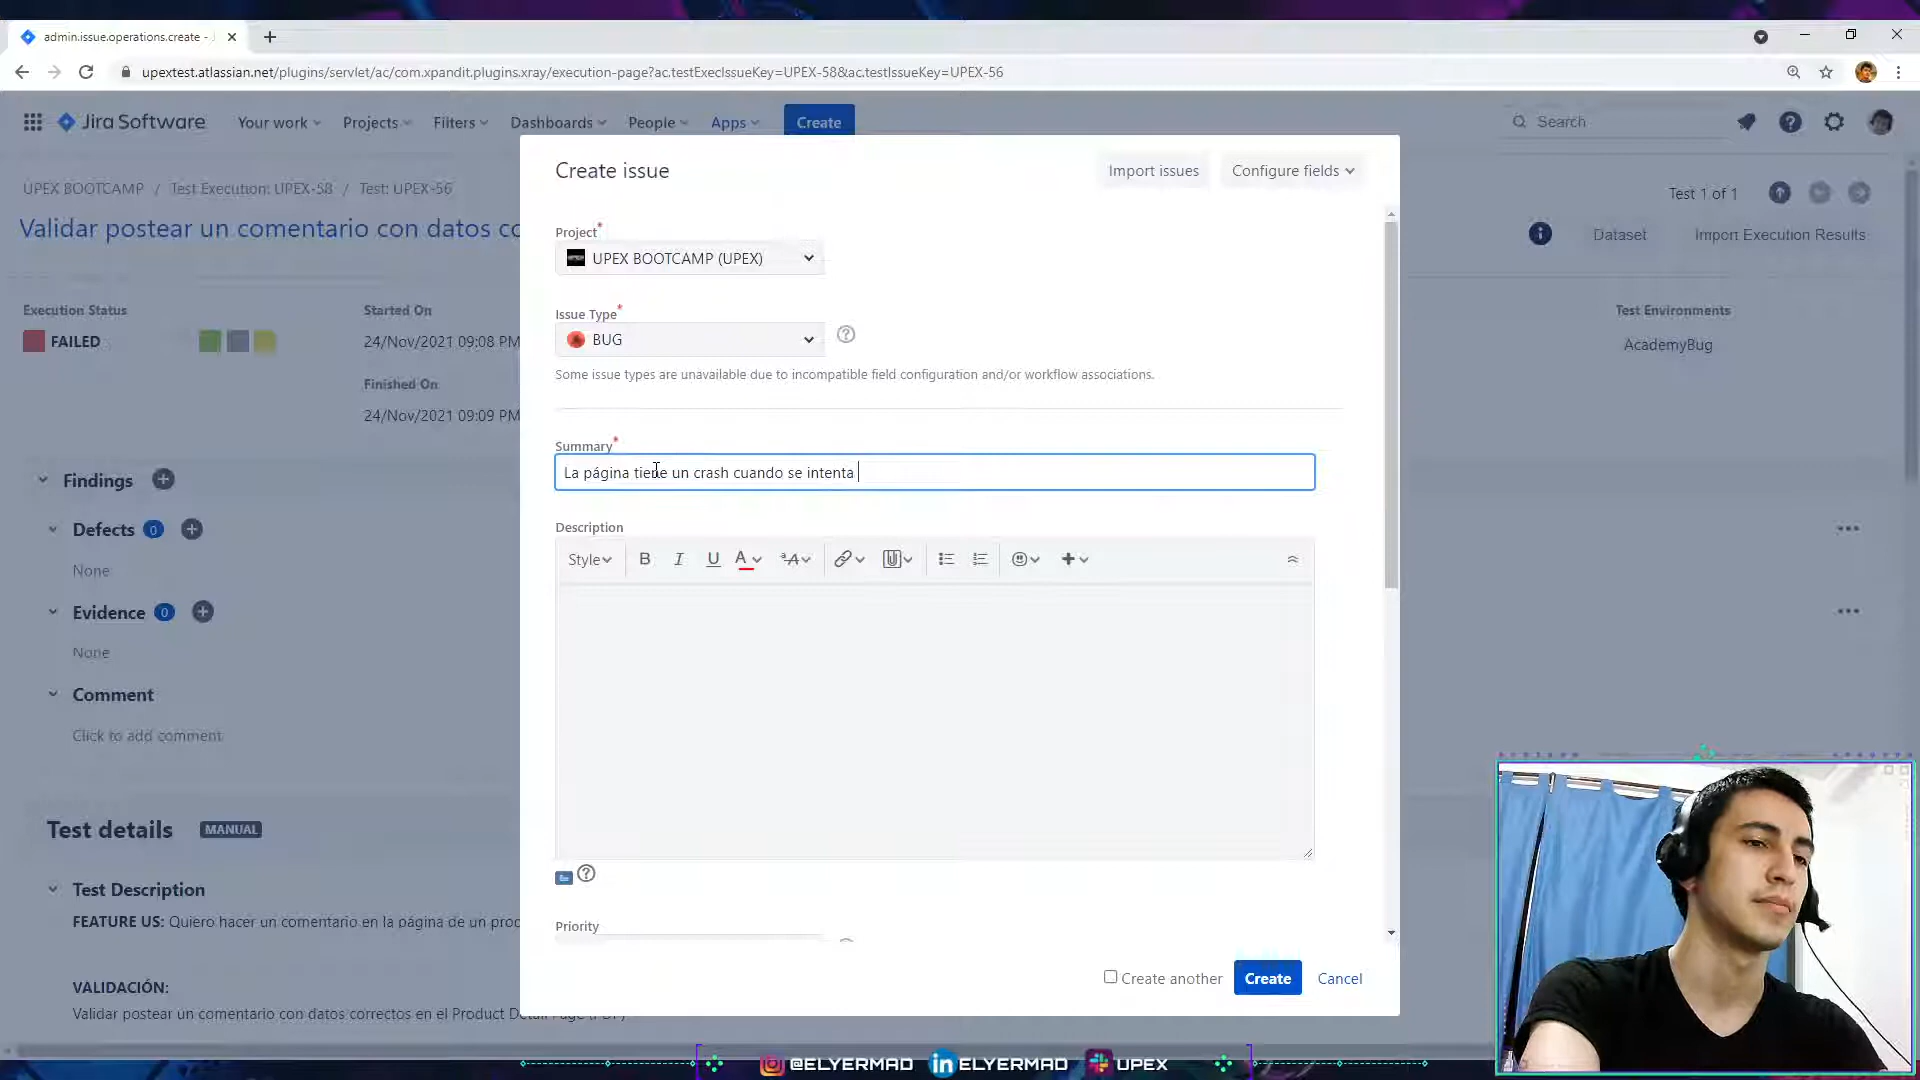 admin.issue.operations.create -
upextest.atlassian.net/plugins/servlet/ac/com.xpandit.plugins.xray/execution-page?ac.testExecIssueKey=UPEX-58&ac.testIssueKey=UPEX-56
Jira Software
Your work
Projects
Filters
Dashboards
People
Apps
Create
Search
Create issue
Import issues
Configure fields
UPEX BOOTCAMP / Test Execution: UPEX-58 / Test: UPEX-56
Test 1 of 1
Validar postear un comentario con datos
Dataset
Import Execution Results
Project*
UPEX BOOTCAMP (UPEX)
Execution Status
FAILED
Started On
24/Nov/2021 09:08 PM
Finished On
24/Nov/2021 09:09 PM
Test Environments
AcademyBug
Issue Type*
BUG
Some issue types are unavailable due to incompatible field configuration and/or workflow associations.
Summary*
La página tiene un crash cuando se intenta
Findings
Defects 0
None
Evidence 0
None
Comment
Click to add comment
Description
Style
B I U A
Priority
Test details MANUAL
Test Description
FEATURE US: Quiero hacer un comentario en la página de un
VALIDACIÓN:
Validar postear un comentario con datos correctos en el Product
Create another
Create
Cancel
@ELYERMAD
in ELYERMAD
UPEX